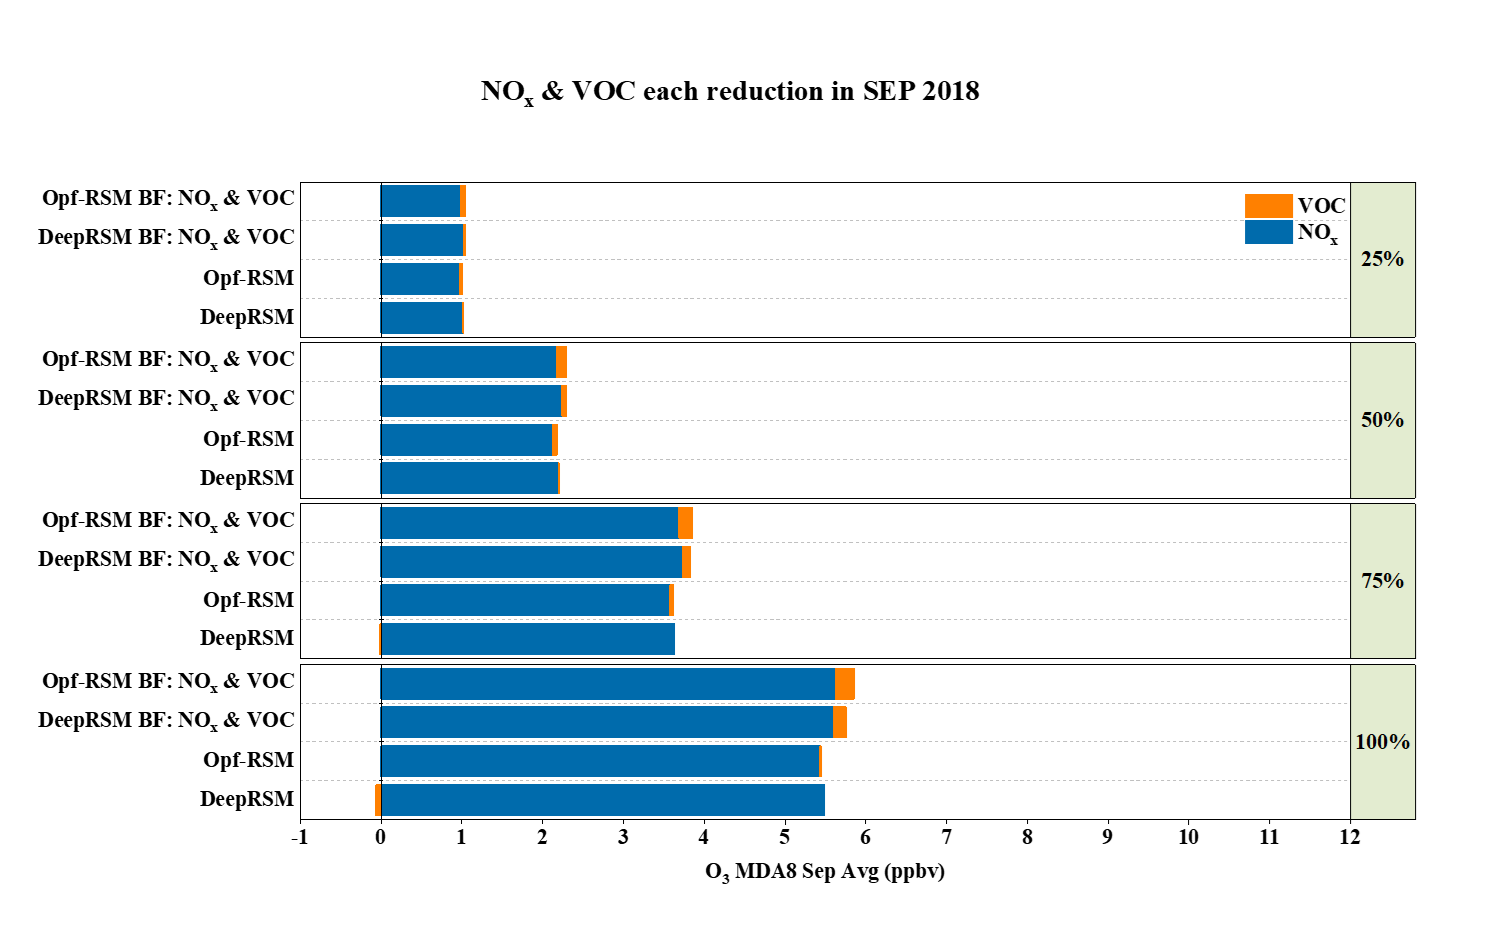 NOx & VOC each reduction in SEP 2018
Opf-RSM BF: NOx & VOC
DeepRSM BF: NOx & VOC
Opf-RSM
DeepRSM
VOC
NOx
25%
Opf-RSM BF: NOx & VOC
DeepRSM BF: NOx & VOC
Opf-RSM
DeepRSM
50%
Opf-RSM BF: NOx & VOC
DeepRSM BF: NOx & VOC
Opf-RSM
DeepRSM
75%
Opf-RSM BF: NOx & VOC
DeepRSM BF: NOx & VOC
Opf-RSM
DeepRSM
100%
-1 0 1 2 3 4 5 6 7 8 9 10 11 12
O3 MDA8 Sep Avg (ppbv)